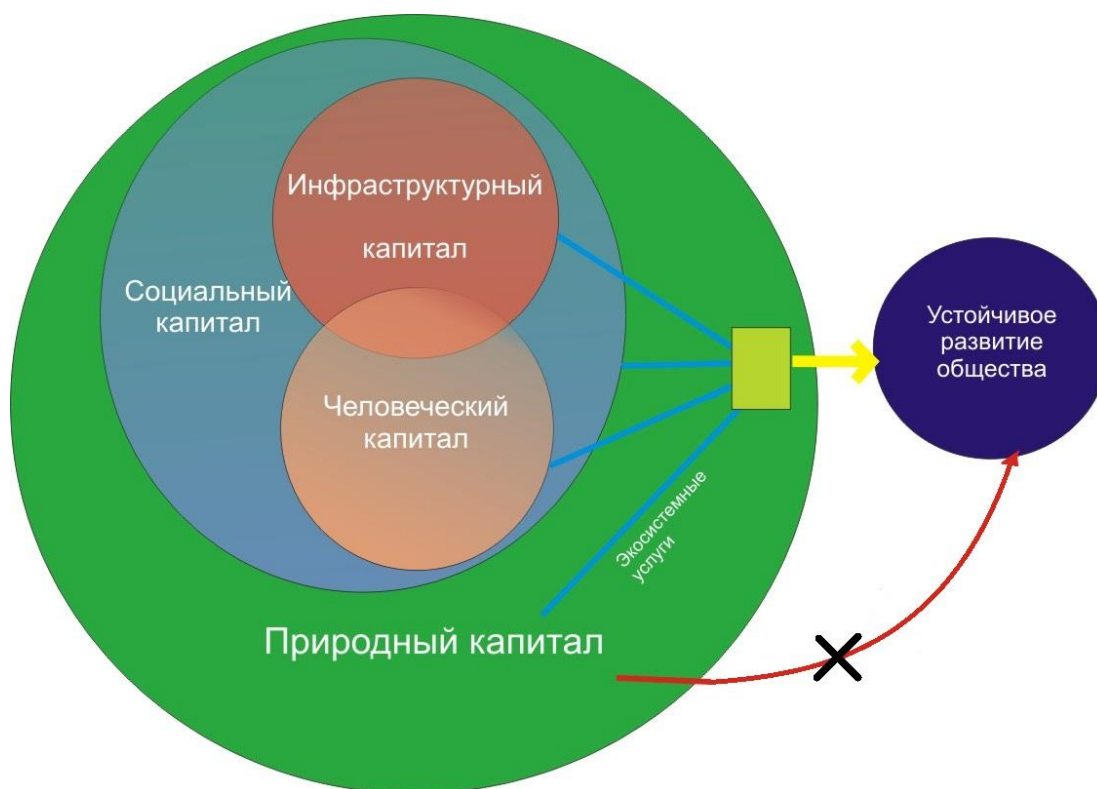 Инфраструктурный
капитал
Социальный
капитал
Человеческий
капитал
Экосистемные
услуги
Природный капитал
Устойчивое
развитие
общества